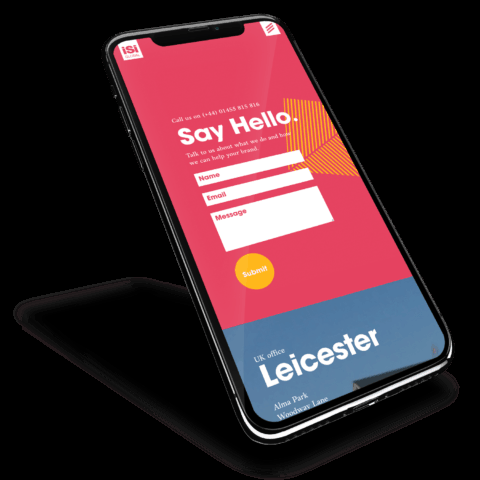 iSi
Call us on (+44) 01455 815 816
Say Hello.
Talk to us about what we do and how
we can help your brand.
Name
Email
Message
Submit
UK office
Leicester
Alma Park
Woodway Lane